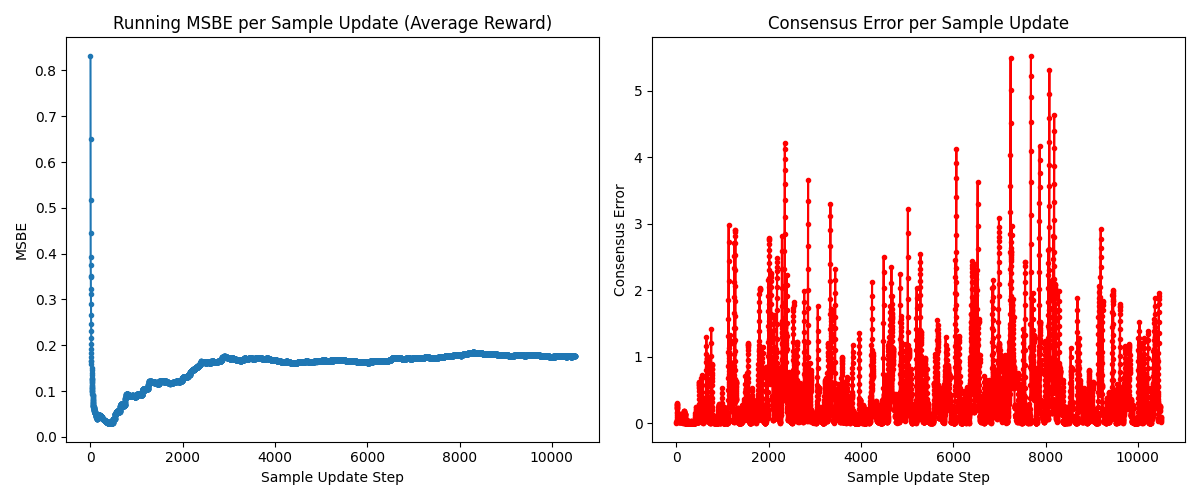 Running MSBE per Sample Update (Average Reward)
MSBE
0.8
0.7
0.6
0.5
0.4
0.3
0.2
0.1
0.0
0 2000 4000 6000 8000 10000
Sample Update Step
Consensus Error per Sample Update
Consensus Error
5
4
3
2
1
0
0 2000 4000 6000 8000 10000
Sample Update Step